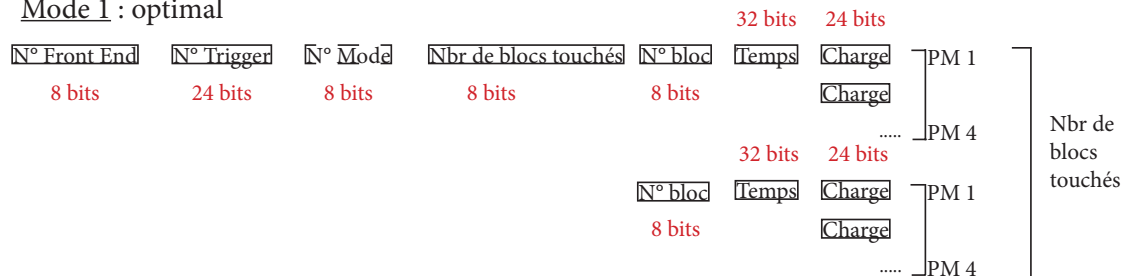 Mode 1 : optimal
32 bits 24 bits
N° Front End N° Trigger N° Mode Nbr de blocs touchés N° bloc Temps Charge PM 1
8 bits 24 bits 8 bits 8 bits 8 bits Charge
..... PM 4
Nbr de
blocs
touchés
32 bits 24 bits
N° bloc Temps Charge PM 1
8 bits Charge
..... PM 4